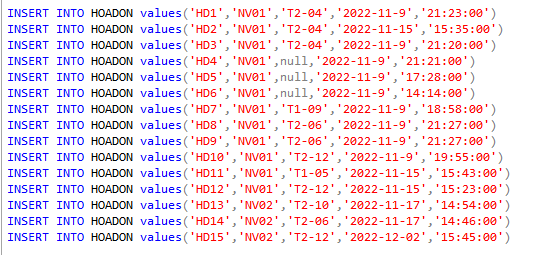 INSERT INTO HOADON values('HD1','NV01','T2-04','2022-11-9','21:23:00')
INSERT INTO HOADON values('HD2','NV01','T2-04','2022-11-15','15:35:00')
INSERT INTO HOADON values('HD3','NV01','T2-04','2022-11-9','21:20:00')
INSERT INTO HOADON values('HD4','NV01',null,'2022-11-9','21:21:00')
INSERT INTO HOADON values('HD5','NV01',null,'2022-11-9','17:28:00')
INSERT INTO HOADON values('HD6','NV01',null,'2022-11-9','14:14:00')
INSERT INTO HOADON values('HD7','NV01','T1-09','2022-11-9','18:58:00')
INSERT INTO HOADON values('HD8','NV01','T2-06','2022-11-9','21:27:00')
INSERT INTO HOADON values('HD9','NV01','T2-06','2022-11-9','21:27:00')
INSERT INTO HOADON values('HD10','NV01','T2-12','2022-11-9','19:55:00')
INSERT INTO HOADON values('HD11','NV01','T1-05','2022-11-15','15:43:00')
INSERT INTO HOADON values('HD12','NV01','T2-12','2022-11-15','15:23:00')
INSERT INTO HOADON values('HD13','NV02','T2-10','2022-11-17','14:54:00')
INSERT INTO HOADON values('HD14','NV02','T2-06','2022-11-17','14:46:00')
INSERT INTO HOADON values('HD15','NV02','T2-12','2022-12-02','15:45:00')